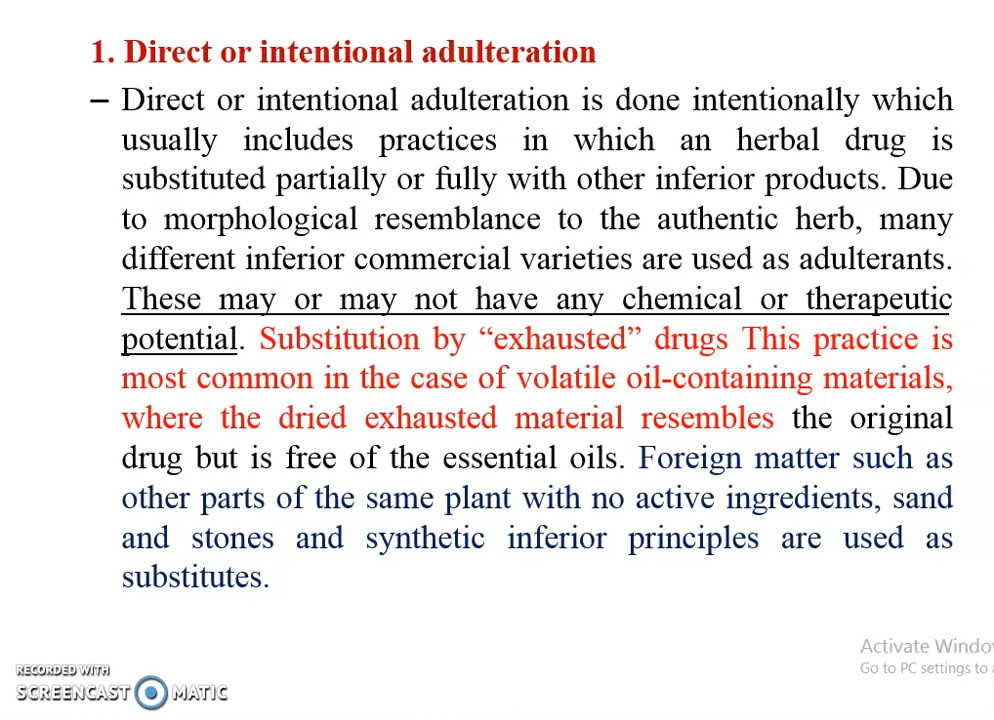 1. Direct or intentional adulteration
– Direct or intentional adulteration is done intentionally which
usually includes practices in which an herbal drug is
substituted partially or fully with other inferior products. Due
to morphological resemblance to the authentic herb, many
different inferior commercial varieties are used as adulterants.
These may or may not have any chemical or therapeutic
potential. Substitution by “exhausted” drugs This practice is
most common in the case of volatile oil-containing materials,
where the dried exhausted material resembles the original
drug but is free of the essential oils. Foreign matter such as
other parts of the same plant with no active ingredients, sand
and stones and synthetic inferior principles are used as
substitutes.
Activate Windo
Go to PC settings to
RECORDED WITH
SCREENCAST MATIC